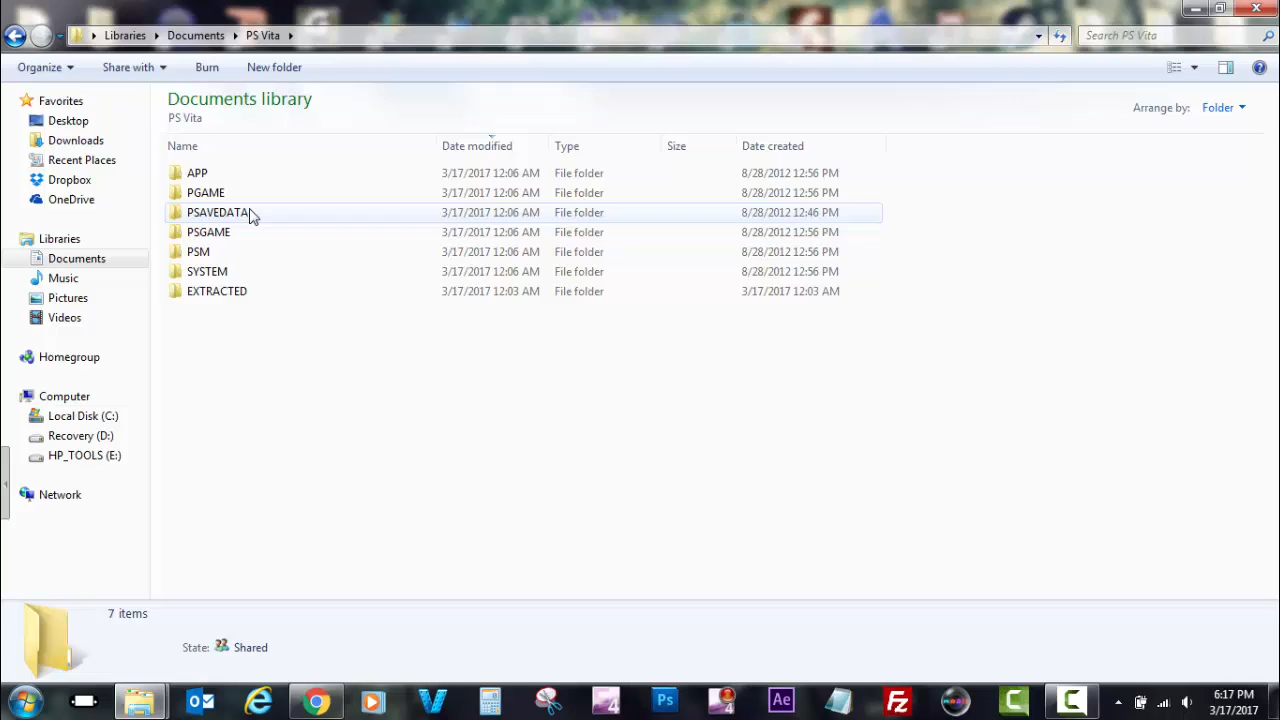 Libraries Documents PS Vita
Search PS Vita
Organize Share with Burn New folder
Favorites
Desktop
Downloads
Recent Places
Dropbox
OneDrive
Libraries
Documents
Music
Pictures
Videos
Homegroup
Computer
Local Disk (C:)
Recovery (D:)
HP_TOOLS (E:)
Network
Documents library
PS Vita
Arrange by: Folder
Name Date modified Type Size Date created
APP 3/17/2017 12:06 AM File folder 8/28/2012 12:56 PM
PGAME 3/17/2017 12:06 AM File folder 8/28/2012 12:56 PM
PSAVEDATA 3/17/2017 12:06 AM File folder 8/28/2012 12:46 PM
PSGAME 3/17/2017 12:06 AM File folder 8/28/2012 12:56 PM
PSM 3/17/2017 12:06 AM File folder 8/28/2012 12:56 PM
SYSTEM 3/17/2017 12:06 AM File folder 8/28/2012 12:56 PM
EXTRACTED 3/17/2017 12:03 AM File folder 3/17/2017 12:03 AM
7 items
State: Shared
4 Ps 4 Ae Fz C C
6:17 PM
3/17/2017